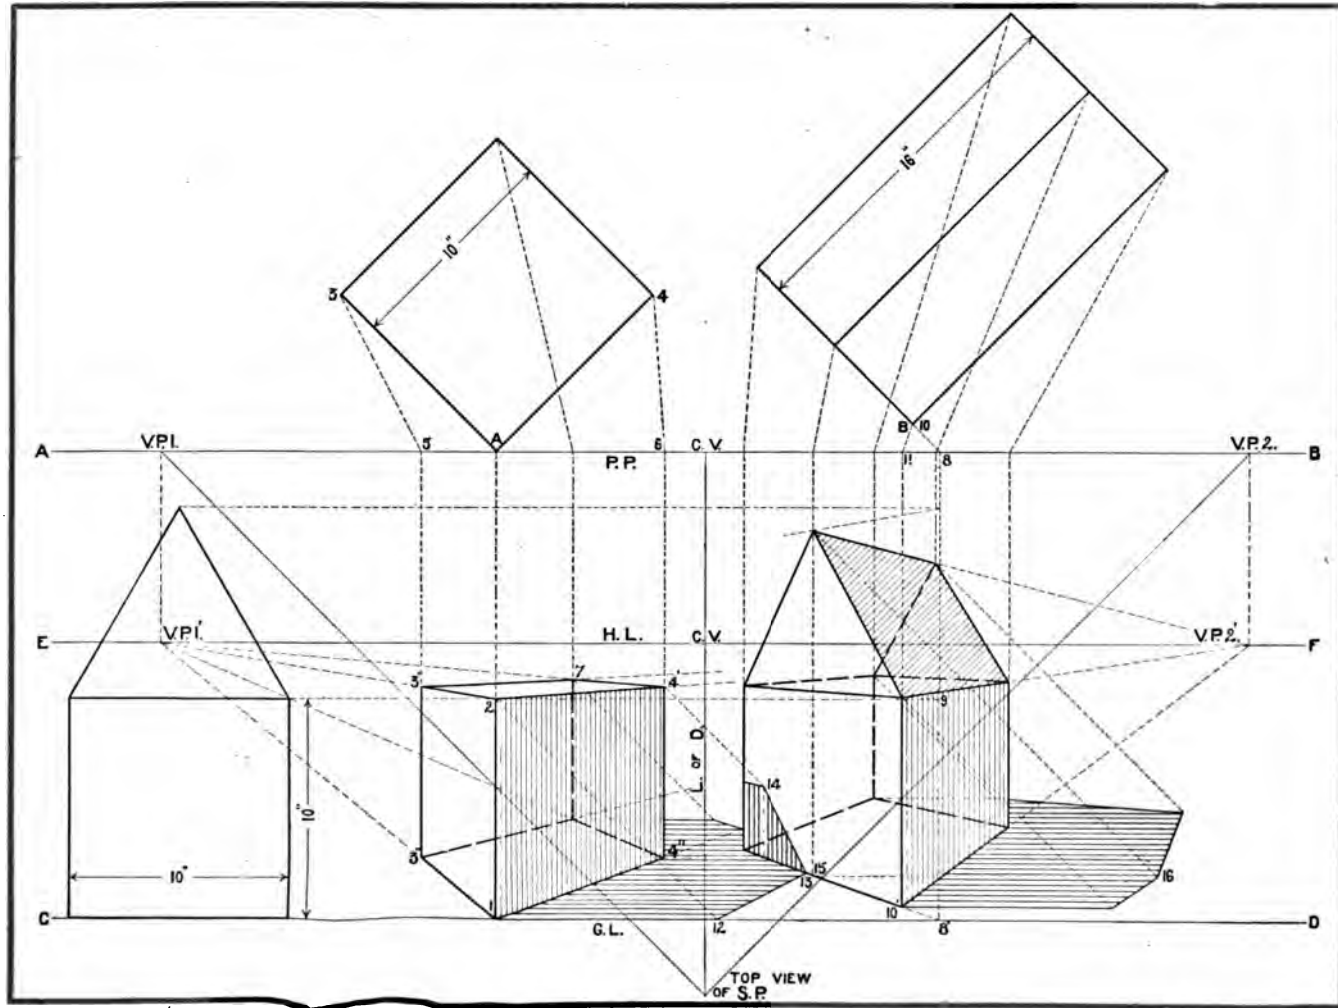 16"
10"
3
4
B 10
V.P.1.
5
A
6
C.V.
11
8
V.P.2.
A
P.P.
B
V.P.1'
H.L.
C.V.
V.P.2'.
E
F
3'
7
4'
2
9
L. OF D.
14
10"
3"
4"
15
13
16
10"
1
10'
C
G.L.
12
8'
D
TOP VIEW
OF S.P.